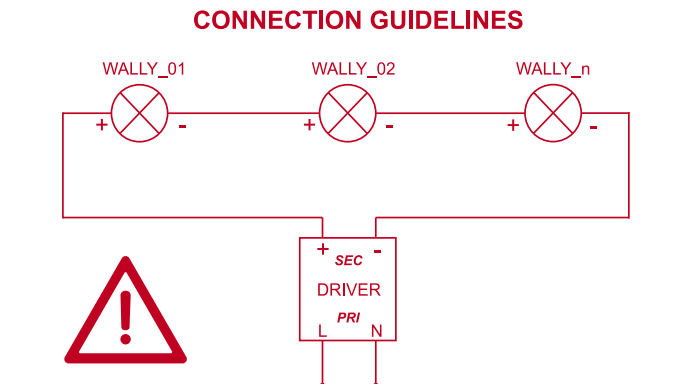 CONNECTION GUIDELINES
WALLY_01 WALLY_02 WALLY_n
+ - + - + -
+ SEC -
DRIVER
PRI
L N